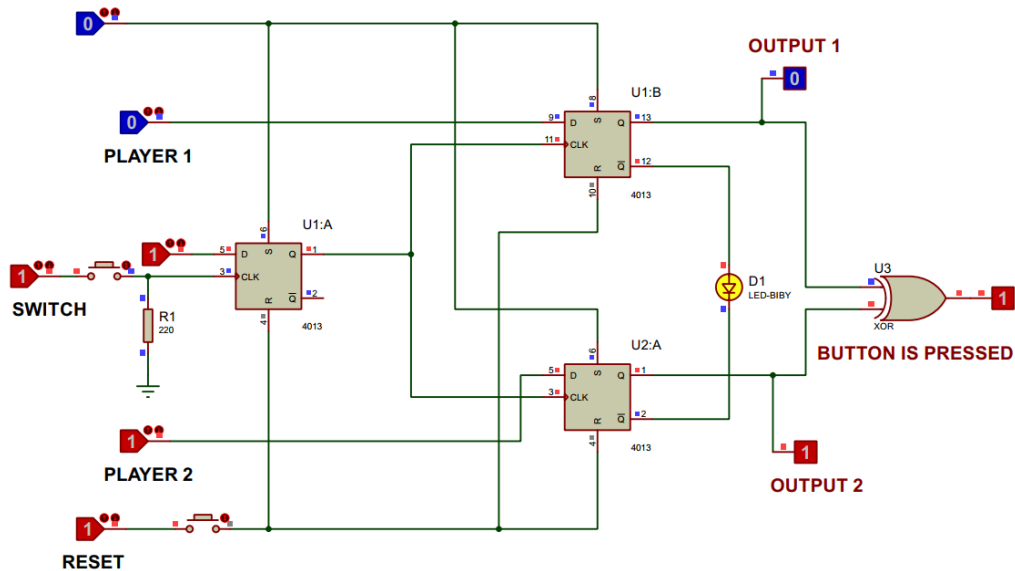 0
OUTPUT 1
0
U1:B
8
S
9
D
Q
13
0
11
CLK
Q
12
PLAYER 1
R
10
4013
U1:A
6
S
1
5
D
Q
1
1
3
CLK
Q
2
SWITCH
R
4
4013
R1
220
D1
LED-BIBY
U3
XOR
1
BUTTON IS PRESSED
U2:A
6
S
5
D
Q
1
3
CLK
Q
2
R
4
4013
1
PLAYER 2
1
OUTPUT 2
1
RESET